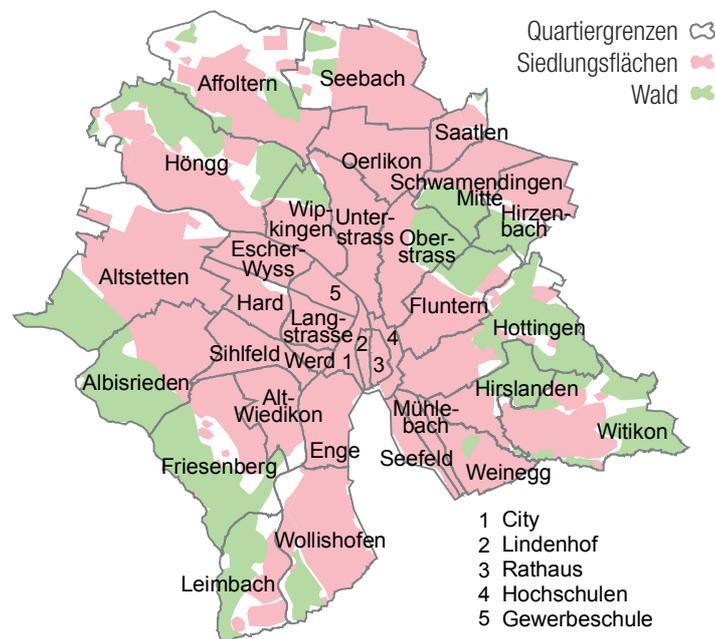 Quartiergrenzen
Siedlungsflächen
Wald
Affoltern
Seebach
Saatlen
Oerlikon
Höngg
Schwamendingen
Mitte
Hirzen-
bach
Wip-
kingen
Unter-
strass
Ober-
strass
Escher-
Wyss
Altstetten
5
Hard
Fluntern
Lang-
strasse
Hottingen
4
2
Sihlfeld
Werd
1
3
Albisrieden
Hirslanden
Alt-
Wiedikon
Mühle-
bach
Witikon
Enge
Seefeld
Friesenberg
Weinegg
Wollishofen
Leimbach
1 City
2 Lindenhof
3 Rathaus
4 Hochschulen
5 Gewerbeschule